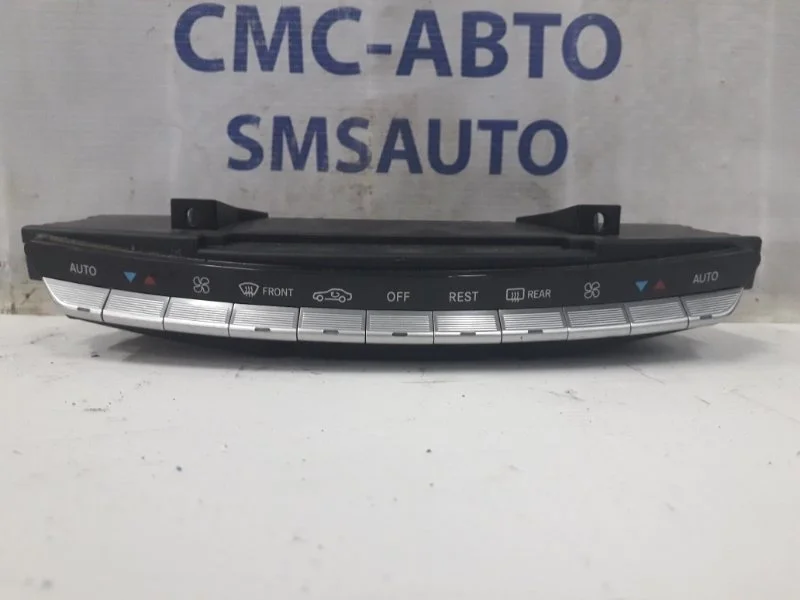 СМС-АВТО
SMSAUTO
AUTO FRONT OFF REST REAR AUTO